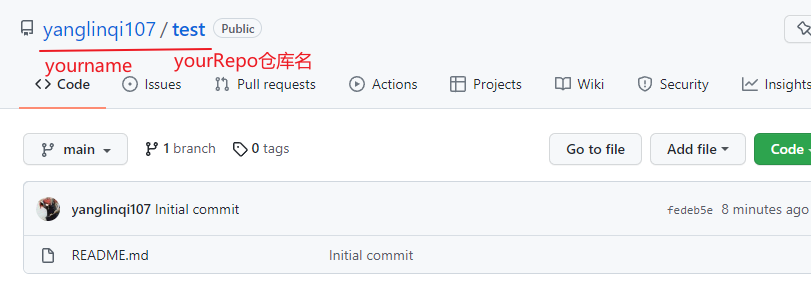 yanglinqi107 / test Public
yourname yourRepo仓库名
Code Issues Pull requests Actions Projects Wiki Security Insights
main 1 branch 0 tags Go to file Add file Code
yanglinqi107 Initial commit fedeb5e 8 minutes ago
README.md Initial commit